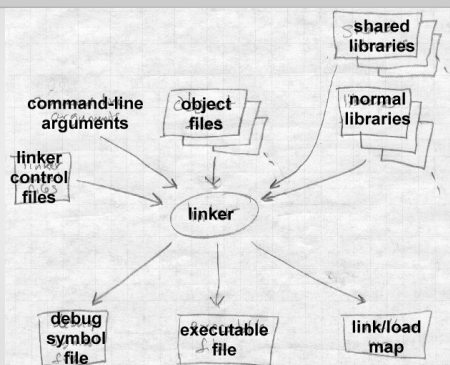 shared
libraries
command-line
arguments
object
files
normal
libraries
linker
control
files
linker
debug
symbol
file
executable
file
link/load
map